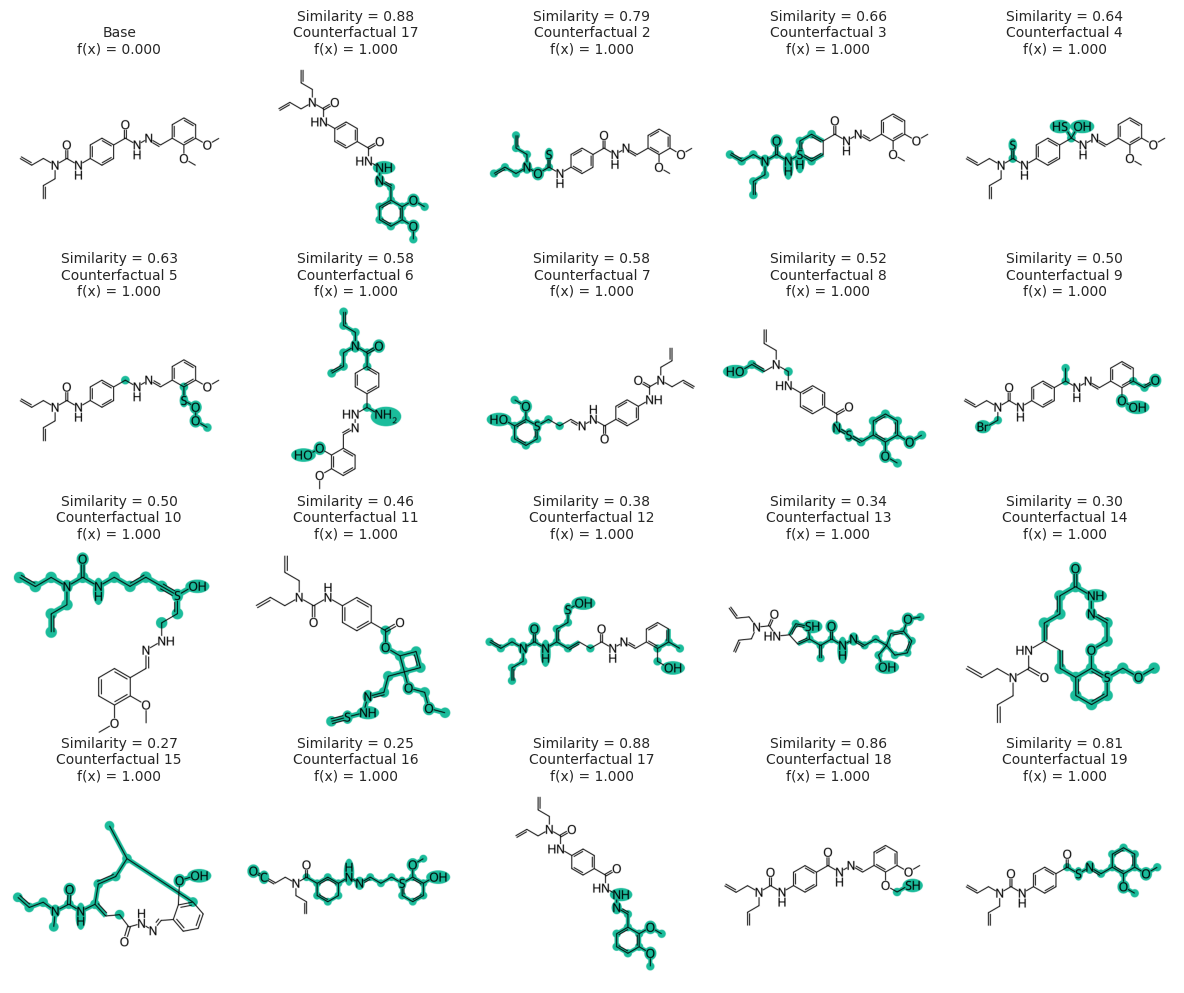 Base
f(x) = 0.000
Similarity = 0.88
Counterfactual 17
f(x) = 1.000
Similarity = 0.79
Counterfactual 2
f(x) = 1.000
Similarity = 0.66
Counterfactual 3
f(x) = 1.000
Similarity = 0.64
Counterfactual 4
f(x) = 1.000
Similarity = 0.63
Counterfactual 5
f(x) = 1.000
Similarity = 0.58
Counterfactual 6
f(x) = 1.000
Similarity = 0.58
Counterfactual 7
f(x) = 1.000
Similarity = 0.52
Counterfactual 8
f(x) = 1.000
Similarity = 0.50
Counterfactual 9
f(x) = 1.000
Similarity = 0.50
Counterfactual 10
f(x) = 1.000
Similarity = 0.46
Counterfactual 11
f(x) = 1.000
Similarity = 0.38
Counterfactual 12
f(x) = 1.000
Similarity = 0.34
Counterfactual 13
f(x) = 1.000
Similarity = 0.30
Counterfactual 14
f(x) = 1.000
Similarity = 0.27
Counterfactual 15
f(x) = 1.000
Similarity = 0.25
Counterfactual 16
f(x) = 1.000
Similarity = 0.88
Counterfactual 17
f(x) = 1.000
Similarity = 0.86
Counterfactual 18
f(x) = 1.000
Similarity = 0.81
Counterfactual 19
f(x) = 1.000